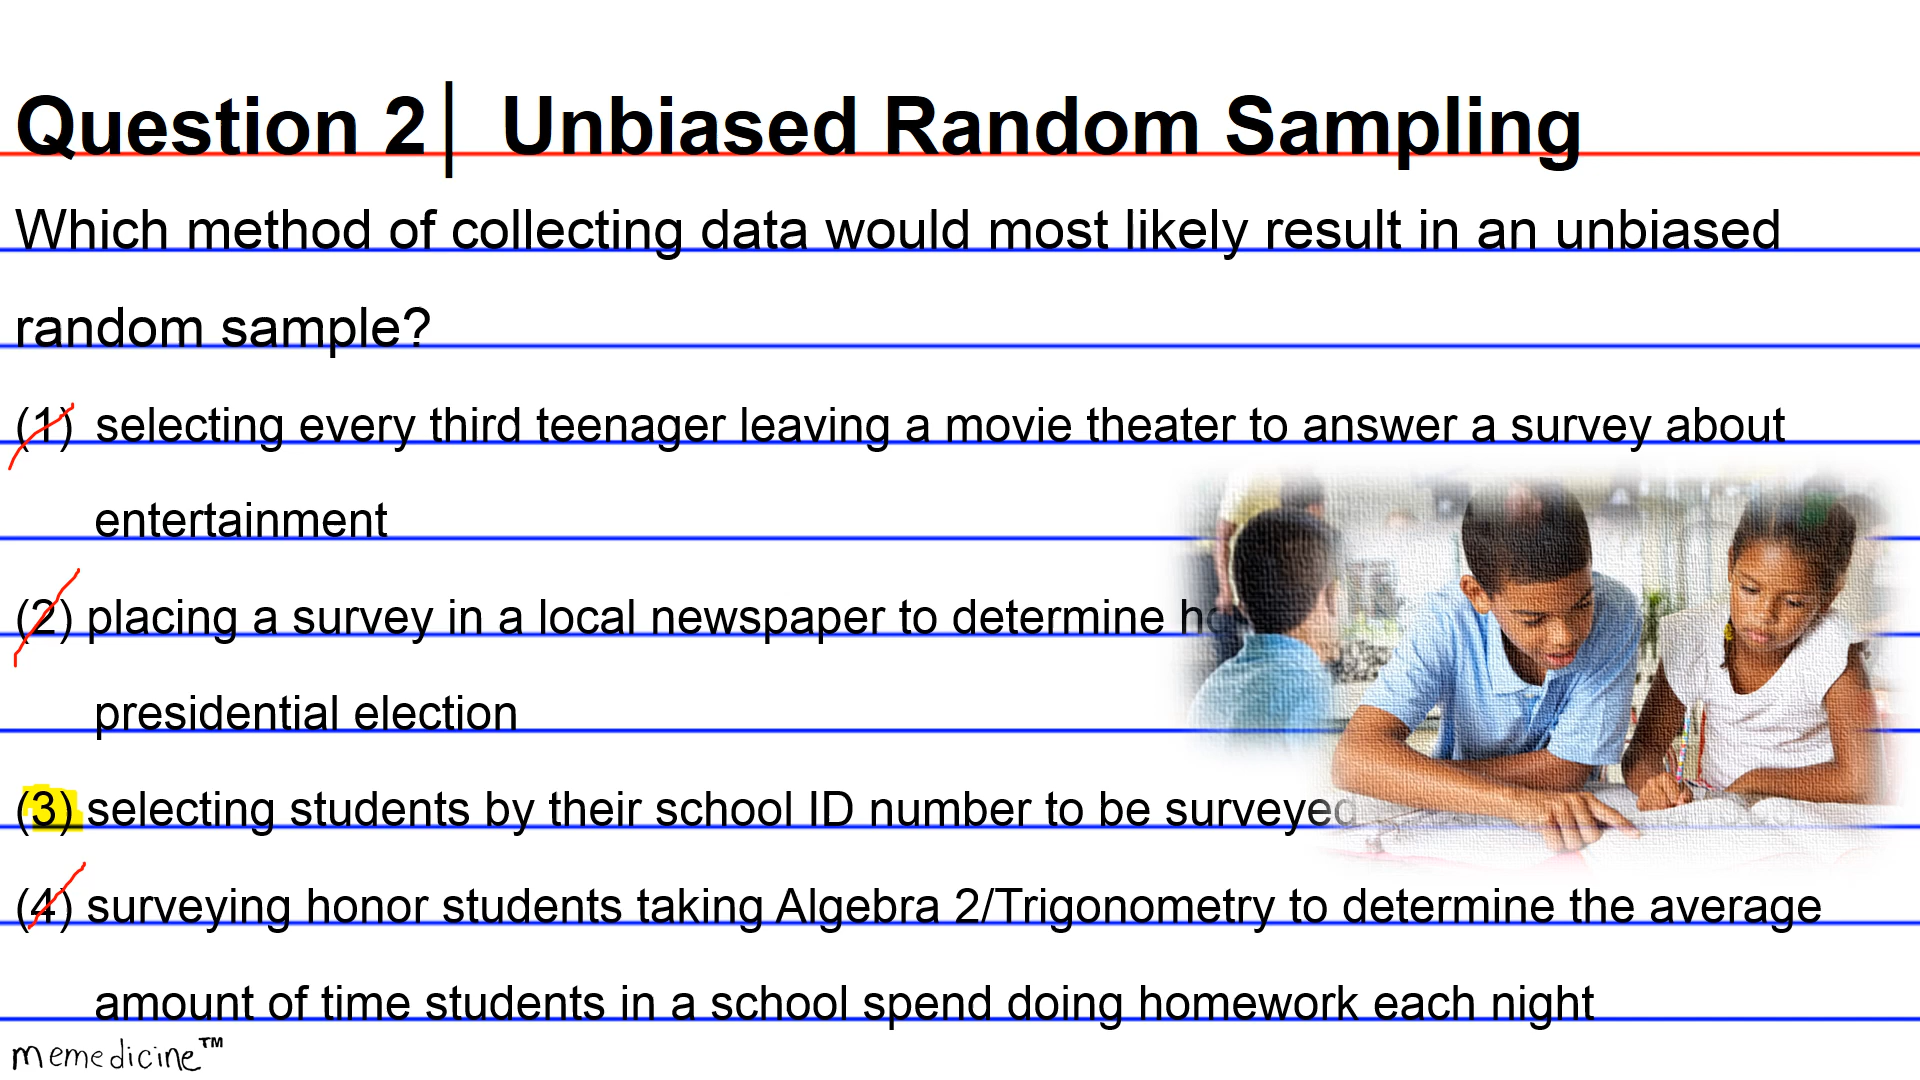 Question 2| Unbiased Random Sampling
Which method of collecting data would most likely result in an unbiased
random sample?
(1) selecting every third teenager leaving a movie theater to answer a survey about
entertainment
(2) placing a survey in a local newspaper to determine
presidential election
(3) selecting students by their school ID number to be surveyed
(4) surveying honor students taking Algebra 2/Trigonometry to determine the average
amount of time students in a school spend doing homework each night
memedicine™